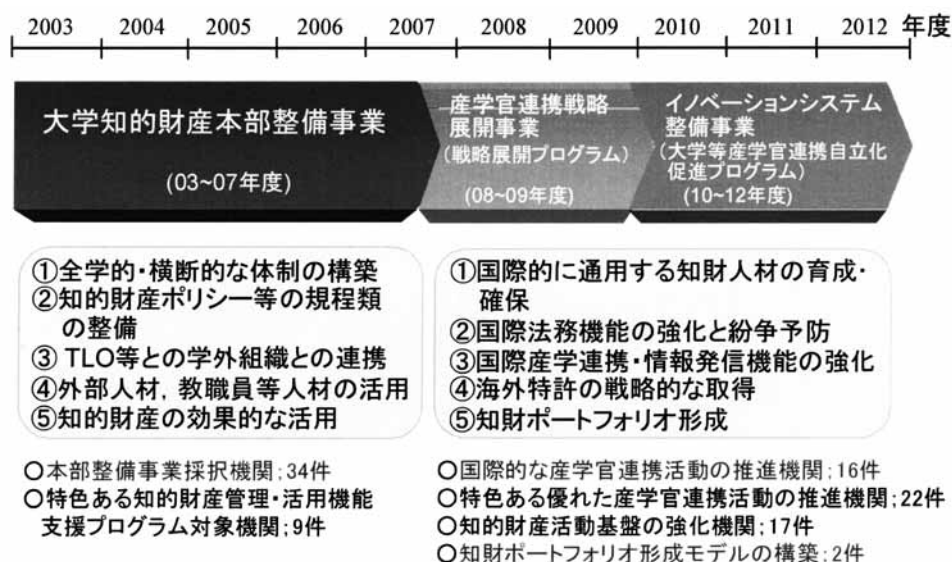 2003 2004 2005 2006 2007 2008 2009 2010 2011 2012 年度
大学知的財産本部整備事業
(03~07年度)
産学官連携戦略
展開事業
(戦略展開プログラム)
(08~09年度)
イノベーションシステム
整備事業
(大学等産学官連携自立化
促進プログラム)
(10~12年度)
①全学的・横断的な体制の構築
②知的財産ポリシー等の規程類
の整備
③ TLO等との学外組織との連携
④外部人材，教職員等人材の活用
⑤知的財産の効果的な活用
○本部整備事業採択機関;34件
○特色ある知的財産管理・活用機能
支援プログラム対象機関;9件
①国際的に通用する知財人材の育成・
確保
②国際法務機能の強化と紛争予防
③国際産学連携・情報発信機能の強化
④海外特許の戦略的な取得
⑤知財ポートフォリオ形成
○国際的な産学官連携活動の推進機関;16件
○特色ある優れた産学官連携活動の推進機関;22件
○知的財産活動基盤の強化機関;17件
○知財ポートフォリオ形成モデルの構築;2件